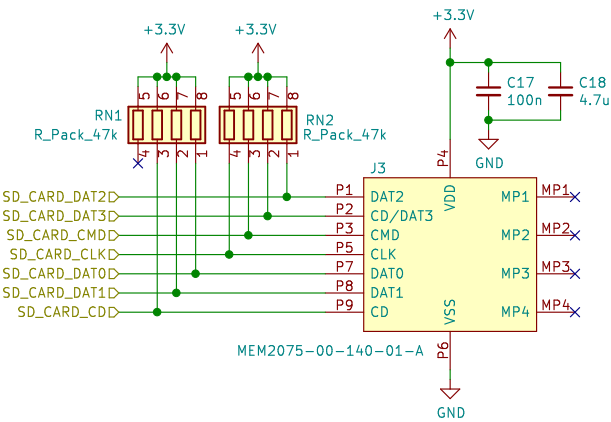 +3.3V
+3.3V
+3.3V
RN1
R_Pack_47k
5 6 7 8
4 3 2 1
5 6 7 8
4 3 2 1
RN2
R_Pack_47k
C17
100n
C18
4.7u
GND
J3
SD_CARD_DAT2 P1 DAT2
SD_CARD_DAT3 P2 CD/DAT3
SD_CARD_CMD P3 CMD
SD_CARD_CLK P5 CLK
SD_CARD_DAT0 P7 DAT0
SD_CARD_DAT1 P8 DAT1
SD_CARD_CD P9 CD
P4 VDD
VSS P6
MP1 MP1
MP2 MP2
MP3 MP3
MP4 MP4
MEM2075-00-140-01-A
GND